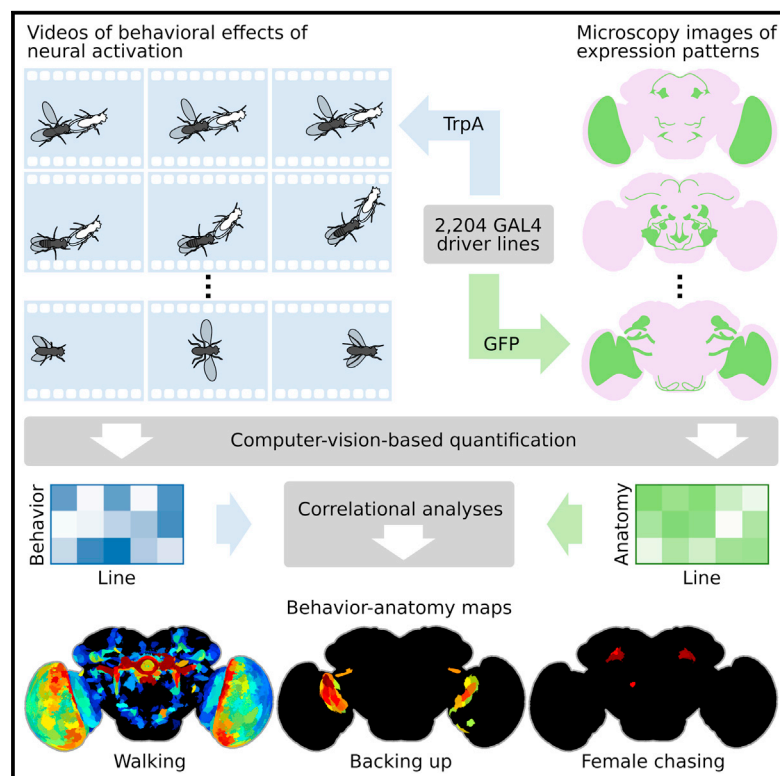 Videos of behavioral effects of
neural activation
Microscopy images of
expression patterns
TrpA
2,204 GAL4
driver lines
GFP
Computer-vision-based quantification
Behavior
Line
Correlational analyses
Anatomy
Line
Behavior-anatomy maps
Walking
Backing up
Female chasing